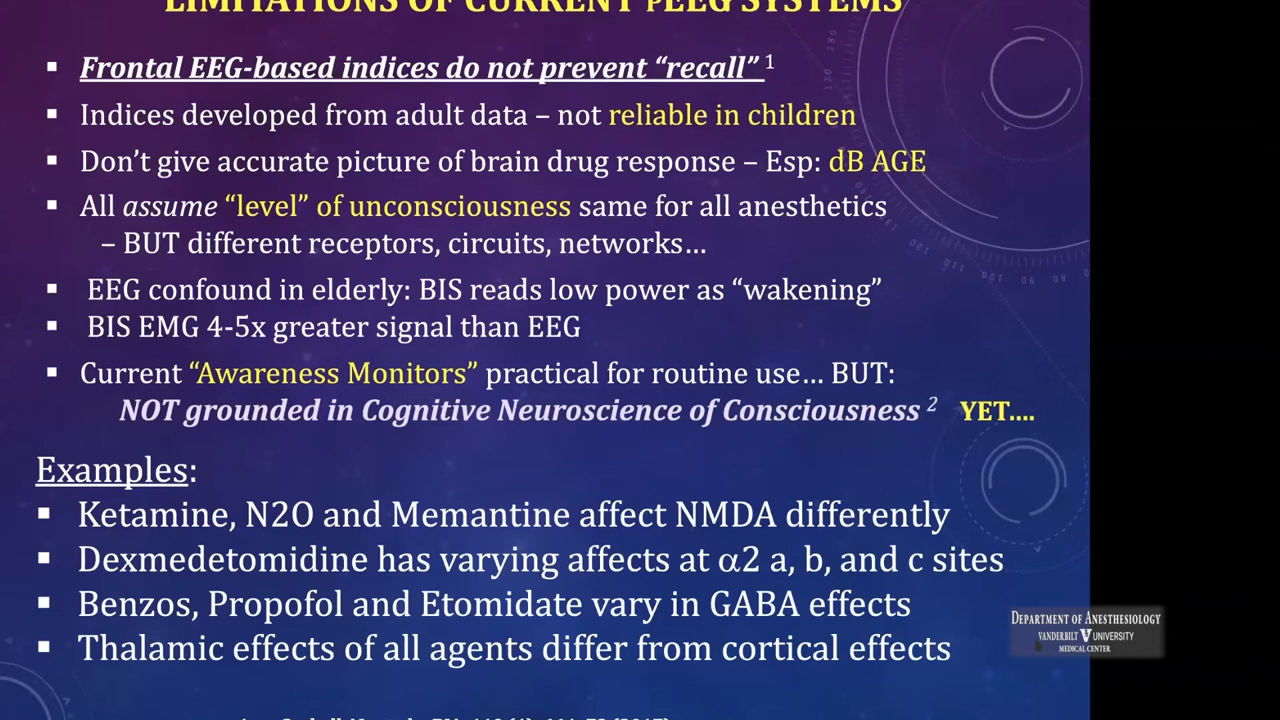 LIMITATIONS OF CURRENT PEEG SYSTEMS
▪ Frontal EEG-based indices do not prevent “recall” 1
▪ Indices developed from adult data – not reliable in children
▪ Don’t give accurate picture of brain drug response – Esp: dB AGE
▪ All assume “level” of unconsciousness same for all anesthetics
– BUT different receptors, circuits, networks…
▪ EEG confound in elderly: BIS reads low power as “wakening”
▪ BIS EMG 4-5x greater signal than EEG
▪ Current “Awareness Monitors” practical for routine use… BUT:
NOT grounded in Cognitive Neuroscience of Consciousness 2 YET....
Examples:
▪ Ketamine, N2O and Memantine affect NMDA differently
▪ Dexmedetomidine has varying affects at α2 a, b, and c sites
▪ Benzos, Propofol and Etomidate vary in GABA effects
▪ Thalamic effects of all agents differ from cortical effects
DEPARTMENT OF ANESTHESIOLOGY
VANDERBILT UNIVERSITY
MEDICAL CENTER